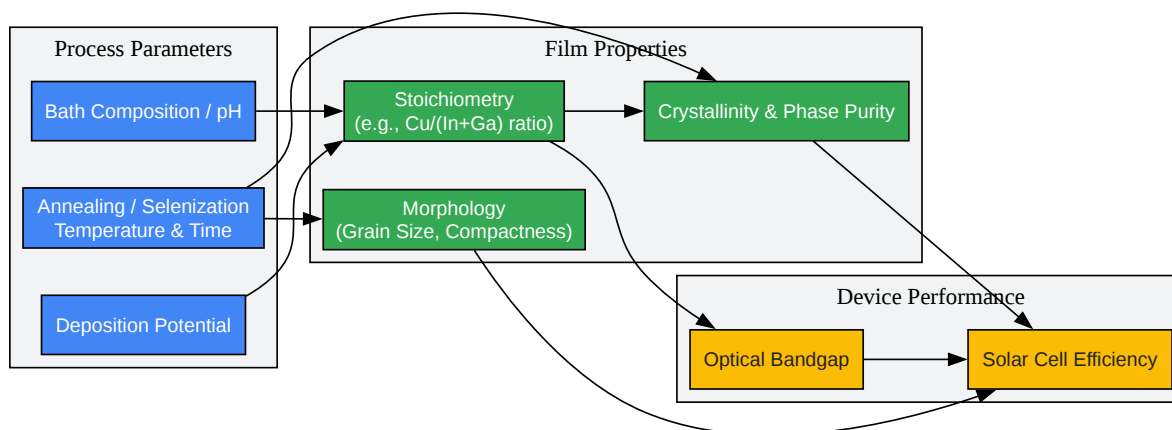 Process Parameters
Bath Composition / pH
Annealing / Selenization
Temperature & Time
Deposition Potential
Film Properties
Stoichiometry
(e.g., Cu/(In+Ga) ratio)
Crystallinity & Phase Purity
Morphology
(Grain Size, Compactness)
Device Performance
Optical Bandgap
Solar Cell Efficiency